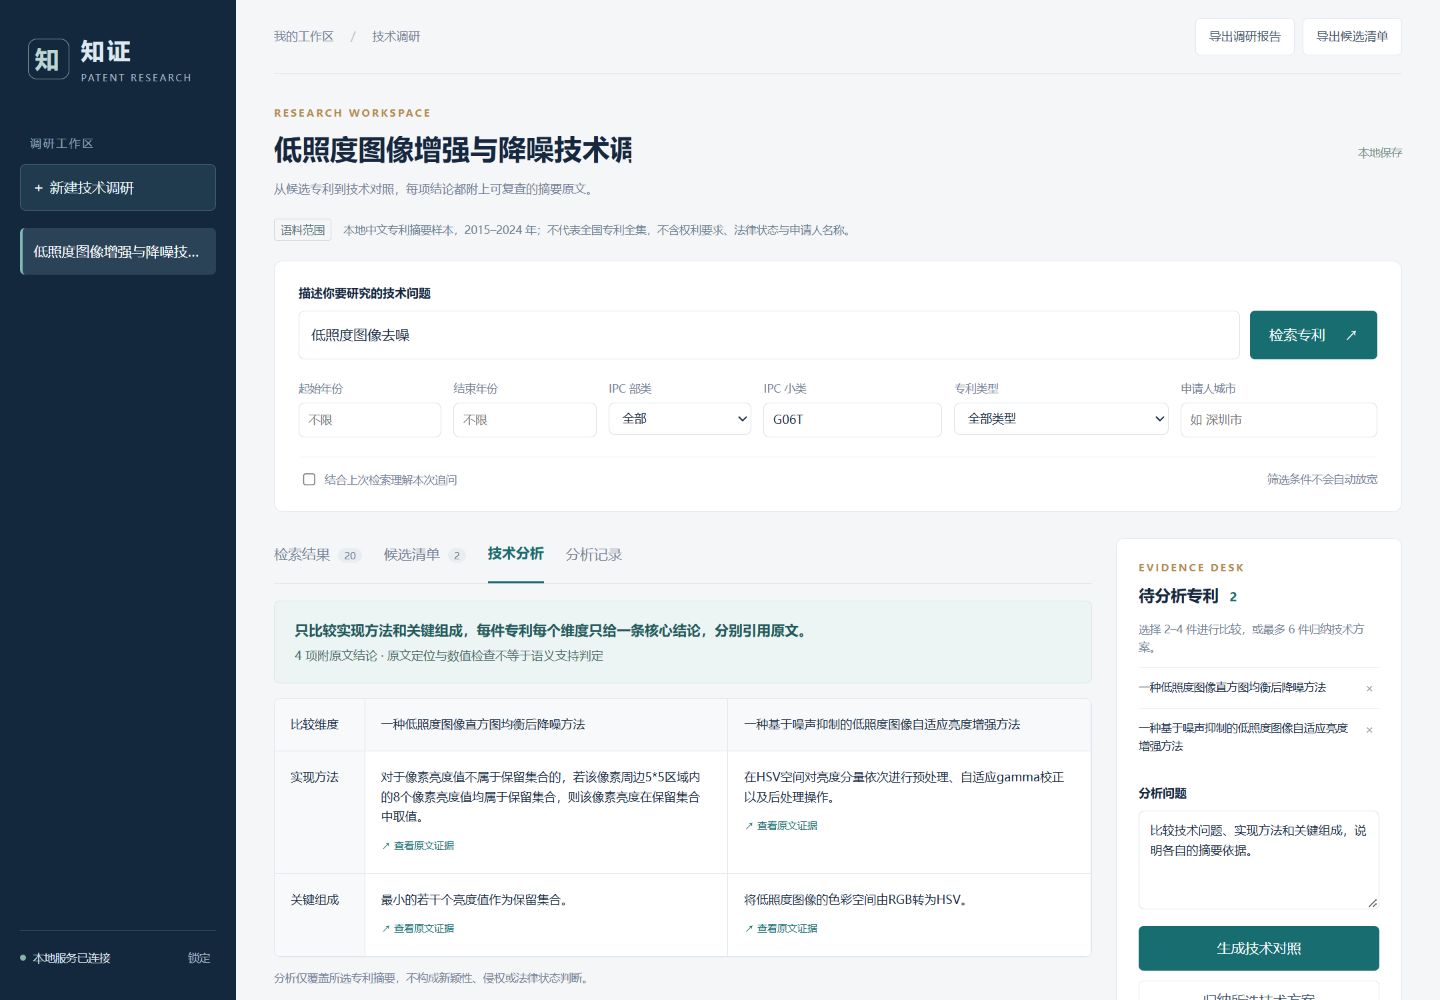 知
知证
PATENT RESEARCH
调研工作区
+ 新建技术调研
低照度图像增强与降噪技...
本地服务已连接
锁定
我的工作区 / 技术调研
导出调研报告
导出候选清单
RESEARCH WORKSPACE
低照度图像增强与降噪技术调
本地保存
从候选专利到技术对照，每项结论都附上可复查的摘要原文。
语料范围
本地中文专利摘要样本，2015–2024 年；不代表全国专利全集，不含权利要求、法律状态与申请人名称。
描述你要研究的技术问题
低照度图像去噪
检索专利 ↗
起始年份
结束年份
IPC 部类
IPC 小类
专利类型
申请人城市
不限
不限
全部
G06T
全部类型
如 深圳市
结合上次检索理解本次追问
筛选条件不会自动放宽
检索结果 20
候选清单 2
技术分析
分析记录
只比较实现方法和关键组成，每件专利每个维度只给一条核心结论，分别引用原文。
4 项附原文结论 · 原文定位与数值检查不等于语义支持判定
比较维度
一种低照度图像直方图均衡后降噪方法
一种基于噪声抑制的低照度图像自适应亮度增强方法
实现方法
对于像素亮度值不属于保留集合的，若该像素周边5*5区域内
的8个像素亮度值均属于保留集合，则该像素亮度在保留集合
中取值。
↗ 查看原文证据
在HSV空间对亮度分量依次进行预处理、自适应gamma校正
以及后处理操作。
↗ 查看原文证据
关键组成
最小的若干个亮度值作为保留集合。
↗ 查看原文证据
将低照度图像的色彩空间由RGB转为HSV。
↗ 查看原文证据
分析仅覆盖所选专利摘要，不构成新颖性、侵权或法律状态判断。
EVIDENCE DESK
待分析专利 2
选择 2–4 件进行比较，或最多 6 件归纳技术方
案。
一种低照度图像直方图均衡后降噪方法 ×
一种基于噪声抑制的低照度图像自适应亮度 ×
增强方法
分析问题
比较技术问题、实现方法和关键组成，说
明各自的摘要依据。
生成技术对照
归纳所选技术方案